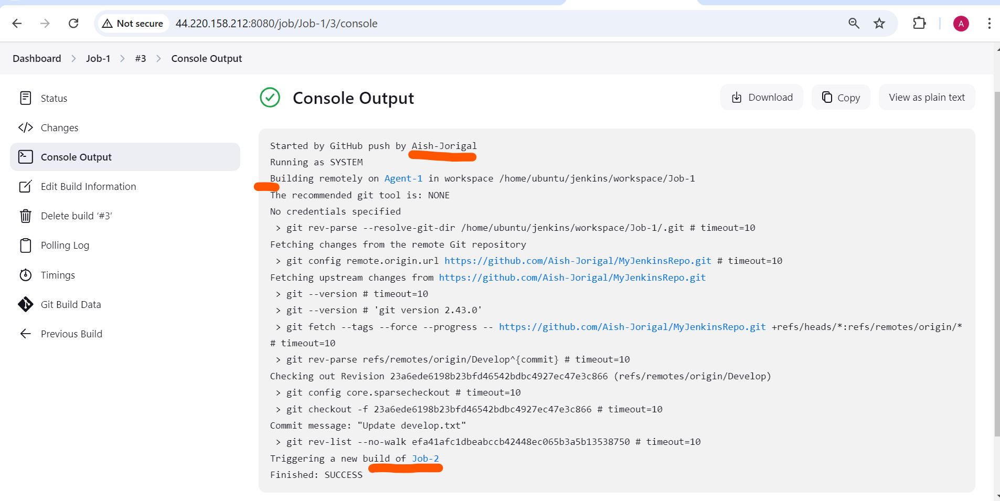 Not secure 44.220.158.212:8080/job/Job-1/3/console A
Dashboard > Job-1 > #3 > Console Output
Status
Changes
Console Output
Edit Build Information
Delete build ‘#3’
Polling Log
Timings
Git Build Data
Previous Build
Console Output
Download
Copy
View as plain text
Started by GitHub push by Aish-Jorigal
Running as SYSTEM
Building remotely on Agent-1 in workspace /home/ubuntu/jenkins/workspace/Job-1
The recommended git tool is: NONE
No credentials specified
> git rev-parse --resolve-git-dir /home/ubuntu/jenkins/workspace/Job-1/.git # timeout=10
Fetching changes from the remote Git repository
> git config remote.origin.url https://github.com/Aish-Jorigal/MyJenkinsRepo.git # timeout=10
Fetching upstream changes from https://github.com/Aish-Jorigal/MyJenkinsRepo.git
> git --version # timeout=10
> git --version # 'git version 2.43.0'
> git fetch --tags --force --progress -- https://github.com/Aish-Jorigal/MyJenkinsRepo.git +refs/heads/*:refs/remotes/origin/*
# timeout=10
> git rev-parse refs/remotes/origin/Develop^{commit} # timeout=10
Checking out Revision 23a6ede6198b23bfd46542bdbc4927ec47e3c866 (refs/remotes/origin/Develop)
> git config core.sparsecheckout # timeout=10
> git checkout -f 23a6ede6198b23bfd46542bdbc4927ec47e3c866 # timeout=10
Commit message: "Update develop.txt"
> git rev-list --no-walk efa41afc1dbeabccb42448ec065b3a5b13538750 # timeout=10
Triggering a new build of Job-2
Finished: SUCCESS